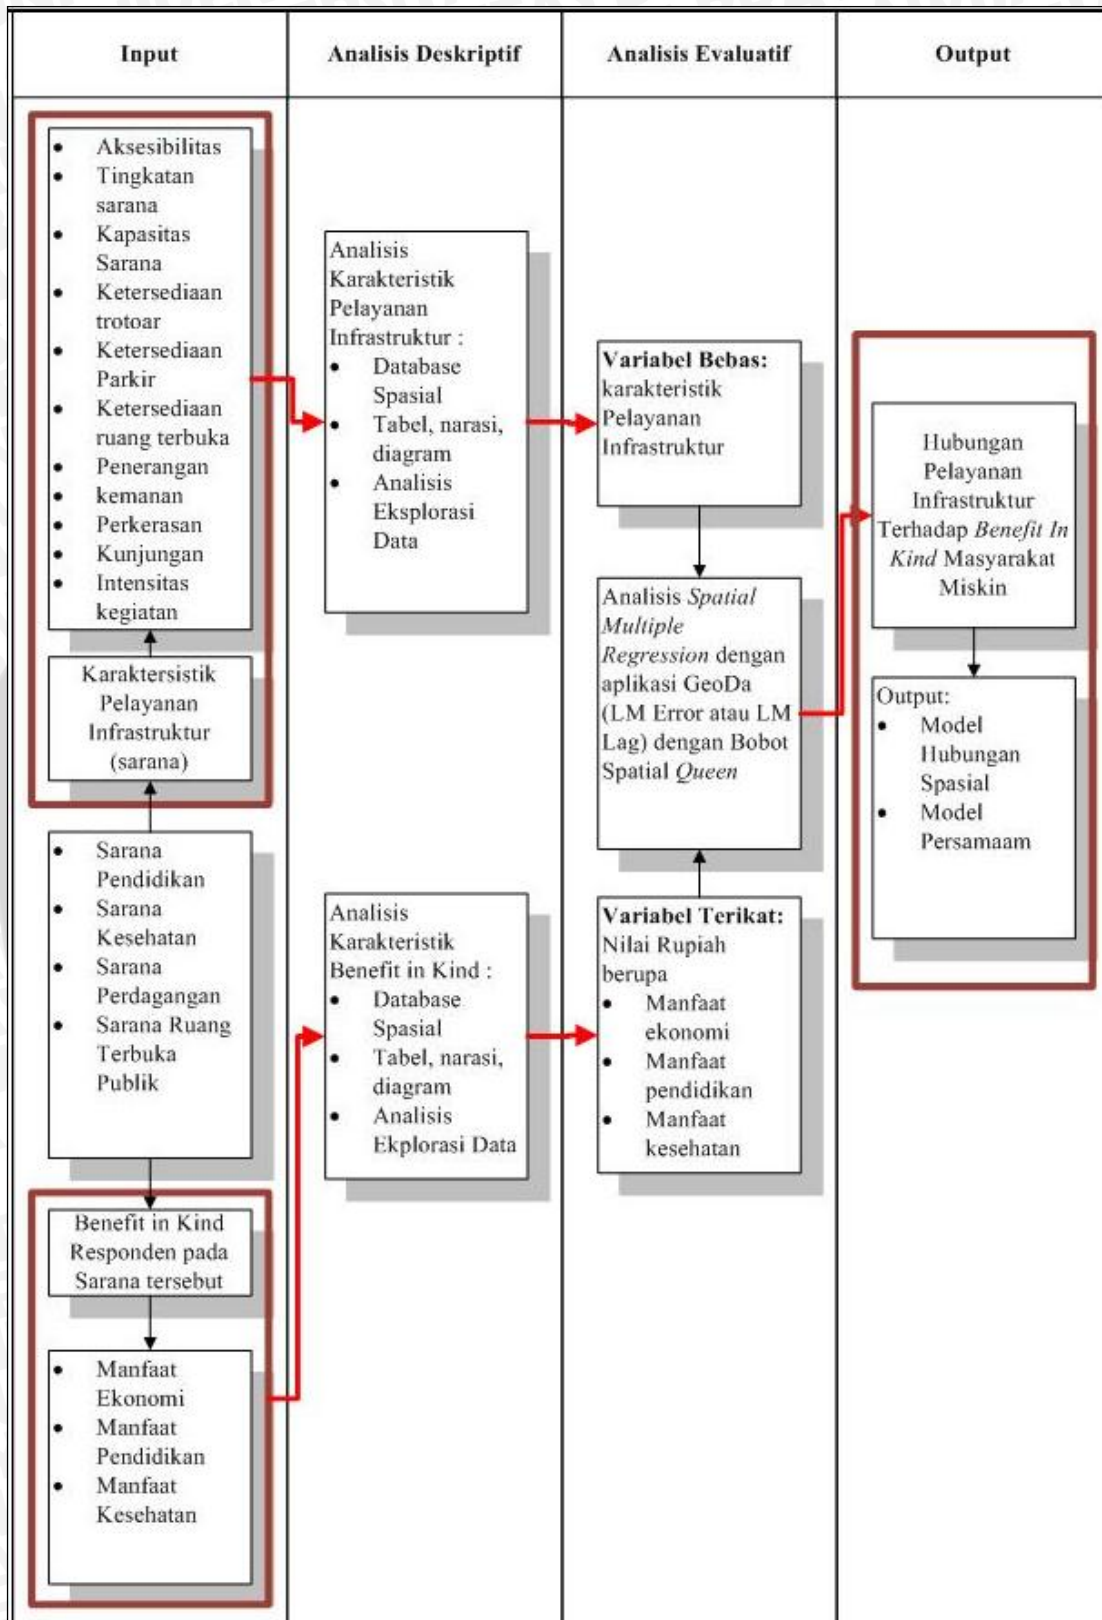 Input
Analisis Deskriptif
Analisis Evaluatif
Output
• Aksesibilitas
• Tingkatan
sarana
• Kapasitas
Sarana
• Ketersediaan
trotoar
• Ketersediaan
Parkir
• Ketersediaan
ruang terbuka
• Penerangan
• kemanan
• Perkerasan
• Kunjungan
• Intensitas
kegiatan
Karaktersistik
Pelayanan
Infrastruktur
(sarana)
• Sarana
Pendidikan
• Sarana
Kesehatan
• Sarana
Perdagangan
• Sarana Ruang
Terbuka
Publik
Benefit in Kind
Responden pada
Sarana tersebut
• Manfaat
Ekonomi
• Manfaat
Pendidikan
• Manfaat
Kesehatan
Analisis
Karakteristik
Pelayanan
Infrastruktur :
• Database
Spasial
• Tabel, narasi,
diagram
• Analisis
Eksplorasi
Data
Analisis
Karakteristik
Benefit in Kind :
• Database
Spasial
• Tabel, narasi,
diagram
• Analisis
Ekplorasi Data
Variabel Bebas:
karakteristik
Pelayanan
Infrastruktur
Analisis Spatial
Multiple
Regression dengan
aplikasi GeoDa
(LM Error atau LM
Lag) dengan Bobot
Spatial Queen
Variabel Terikat:
Nilai Rupiah
berupa
• Manfaat
ekonomi
• Manfaat
pendidikan
• Manfaat
kesehatan
Hubungan
Pelayanan
Infrastruktur
Terhadap Benefit In
Kind Masyarakat
Miskin
Output:
• Model
Hubungan
Spasial
• Model
Persamaam